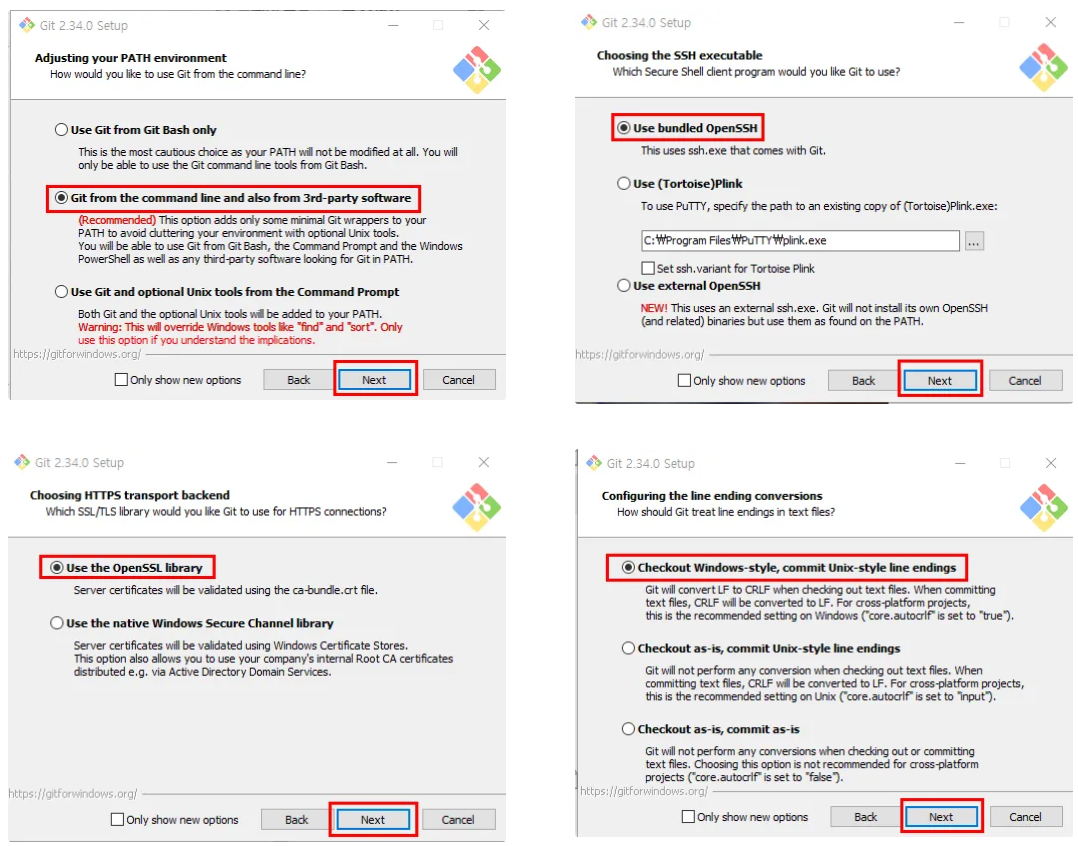 Git 2.34.0 Setup
Adjusting your PATH environment
How would you like to use Git from the command line?
Use Git from Git Bash only
This is the most cautious choice as your PATH will not be modified at all. You will
only be able to use the Git command line tools from Git Bash.
Git from the command line and also from 3rd-party software
(Recommended) This option adds only some minimal Git wrappers to your
PATH to avoid cluttering your environment with optional Unix tools.
You will be able to use Git from Git Bash, the Command Prompt and the Windows
PowerShell as well as any third-party software looking for Git in PATH.
Use Git and optional Unix tools from the Command Prompt
Both Git and the optional Unix tools will be added to your PATH.
Warning: This will override Windows tools like "find" and "sort". Only
use this option if you understand the implications.
https://gitforwindows.org/
Only show new options
Back
Next
Cancel
Git 2.34.0 Setup
Choosing the SSH executable
Which Secure Shell client program would you like Git to use?
Use bundled OpenSSH
This uses ssh.exe that comes with Git.
Use (Tortoise)Plink
To use PuTTY, specify the path to an existing copy of (Tortoise)Plink.exe:
C:₩Program Files₩PuTTY₩plink.exe
...
Set ssh.variant for Tortoise Plink
Use external OpenSSH
NEW! This uses an external ssh.exe. Git will not install its own OpenSSH
(and related) binaries but use them as found on the PATH.
https://gitforwindows.org/
Only show new options
Back
Next
Cancel
Git 2.34.0 Setup
Choosing HTTPS transport backend
Which SSL/TLS library would you like Git to use for HTTPS connections?
Use the OpenSSL library
Server certificates will be validated using the ca-bundle.crt file.
Use the native Windows Secure Channel library
Server certificates will be validated using Windows Certificate Stores.
This option also allows you to use your company's internal Root CA certificates
distributed e.g. via Active Directory Domain Services.
https://gitforwindows.org/
Only show new options
Back
Next
Cancel
Git 2.34.0 Setup
Configuring the line ending conversions
How should Git treat line endings in text files?
Checkout Windows-style, commit Unix-style line endings
Git will convert LF to CRLF when checking out text files. When committing
text files, CRLF will be converted to LF. For cross-platform projects,
this is the recommended setting on Windows ("core.autocrlf" is set to "true").
Checkout as-is, commit Unix-style line endings
Git will not perform any conversion when checking out text files. When
committing text files, CRLF will be converted to LF. For cross-platform projects,
this is the recommended setting on Unix ("core.autocrlf" is set to "input").
Checkout as-is, commit as-is
Git will not perform any conversions when checking out or committing
text files. Choosing this option is not recommended for cross-platform
projects ("core.autocrlf" is set to "false").
https://gitforwindows.org/
Only show new options
Back
Next
Cancel